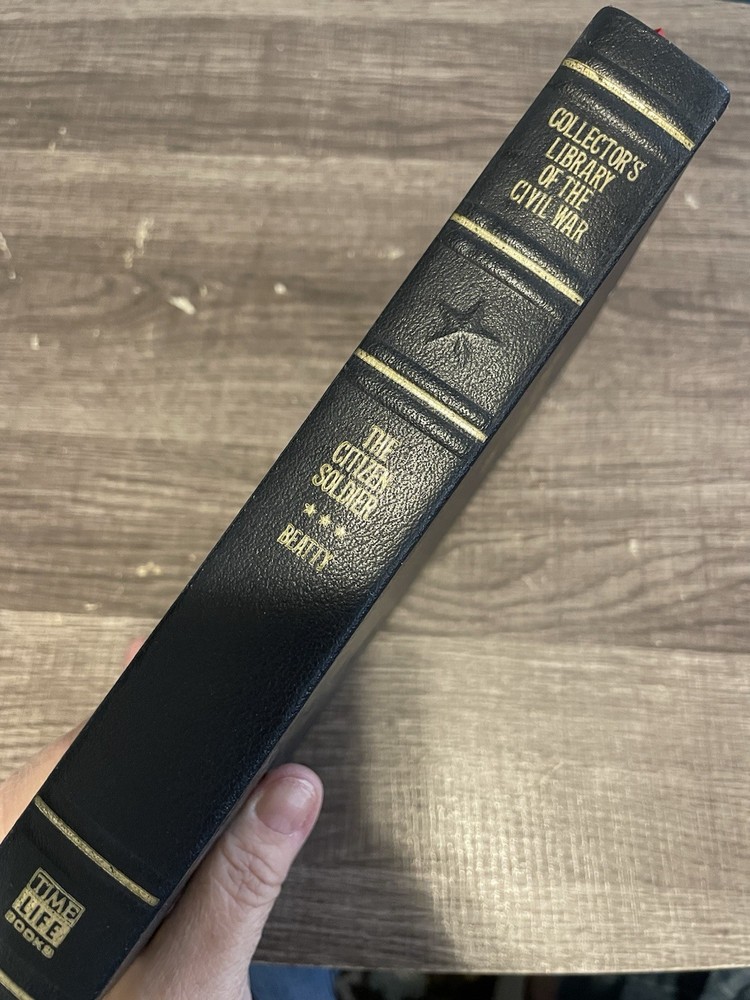 COLLECTOR'S
LIBRARY
OF THE
CIVIL WAR
THE
CITIZEN
SOLDIER
★★★
BEATTY
TIME
LIFE
BOOKS®